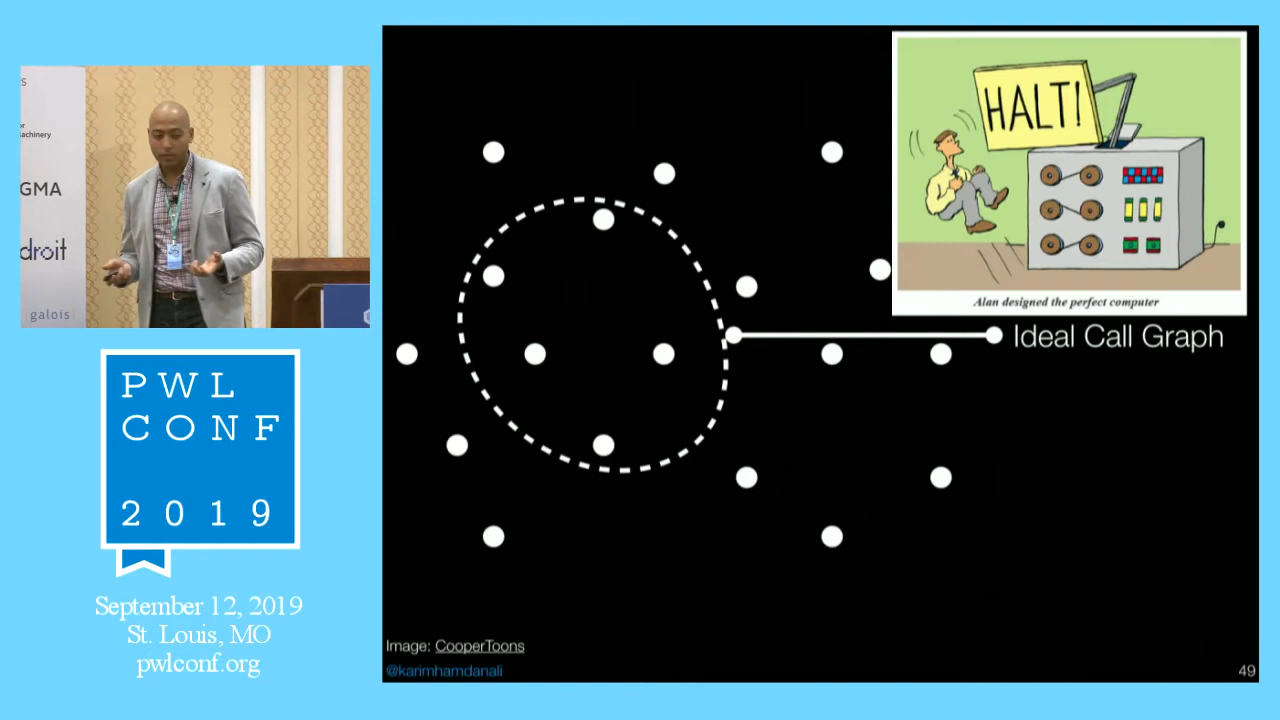 GMA
droit
galois
PWL
CONF
2019
September 12, 2019
St. Louis, MO
pwlconf.org
HALT!
Alan designed the perfect computer
Ideal Call Graph
Image: CooperToons
@karimhamdanali
49